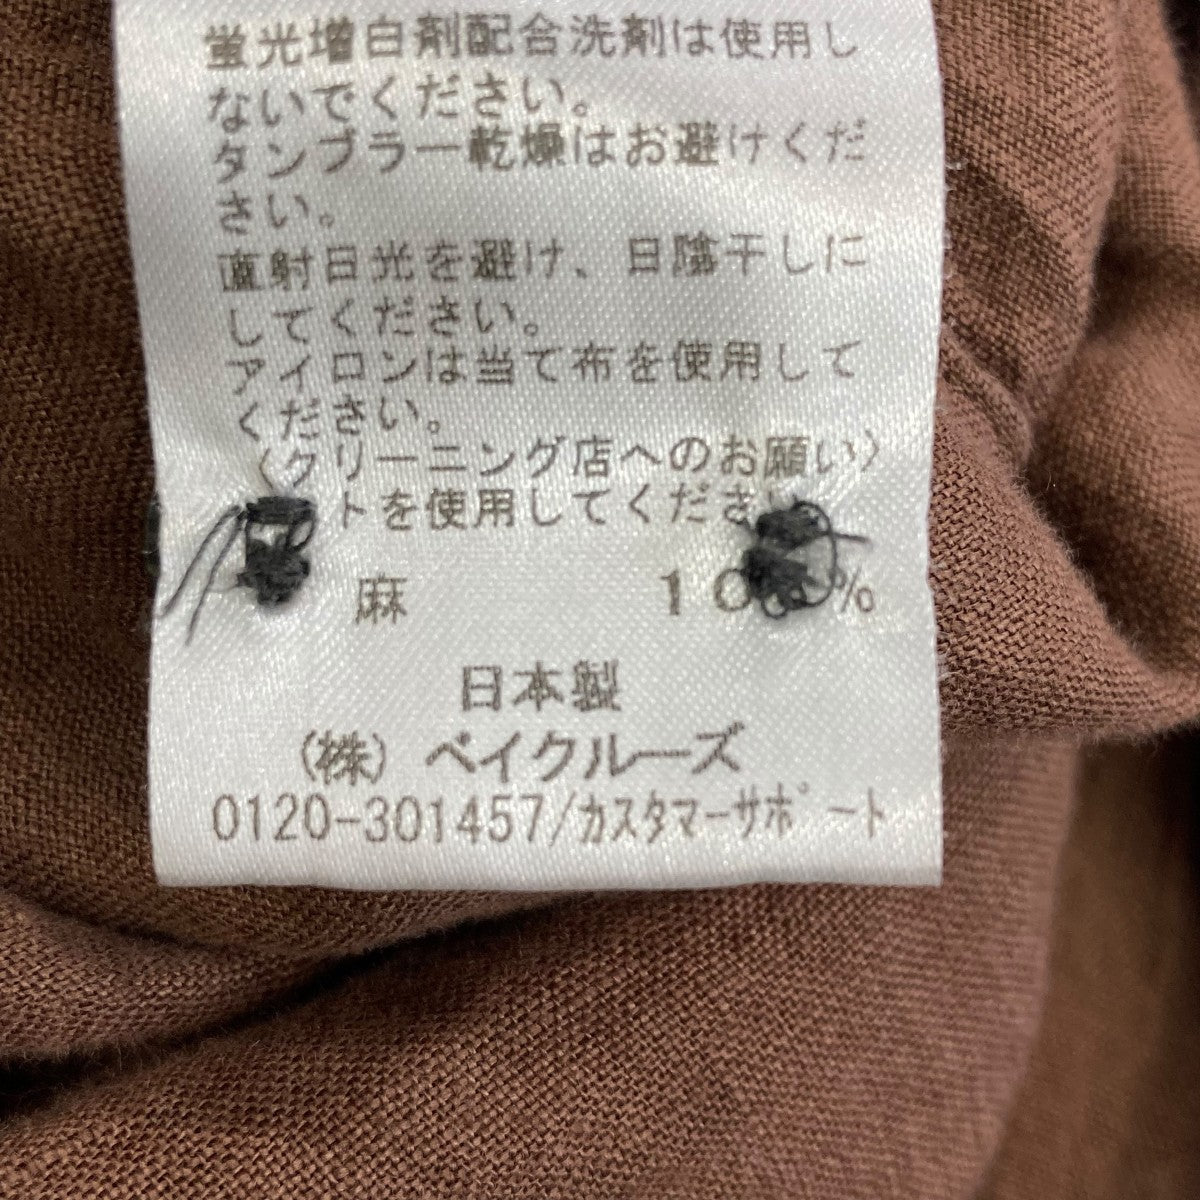 蛍光増白剤配合洗剤は使用し
ないでください。
タンブラー乾燥はお避けくだ
さい。
直射日光を避け、日陰干しに
してください。
アイロンは当て布を使用して
ください。
〈クリーニング店へのお願い〉
トを使用してくださ
麻 10 %
日本製
(株) ベイクルーズ
0120-301457/カスタマーサポート